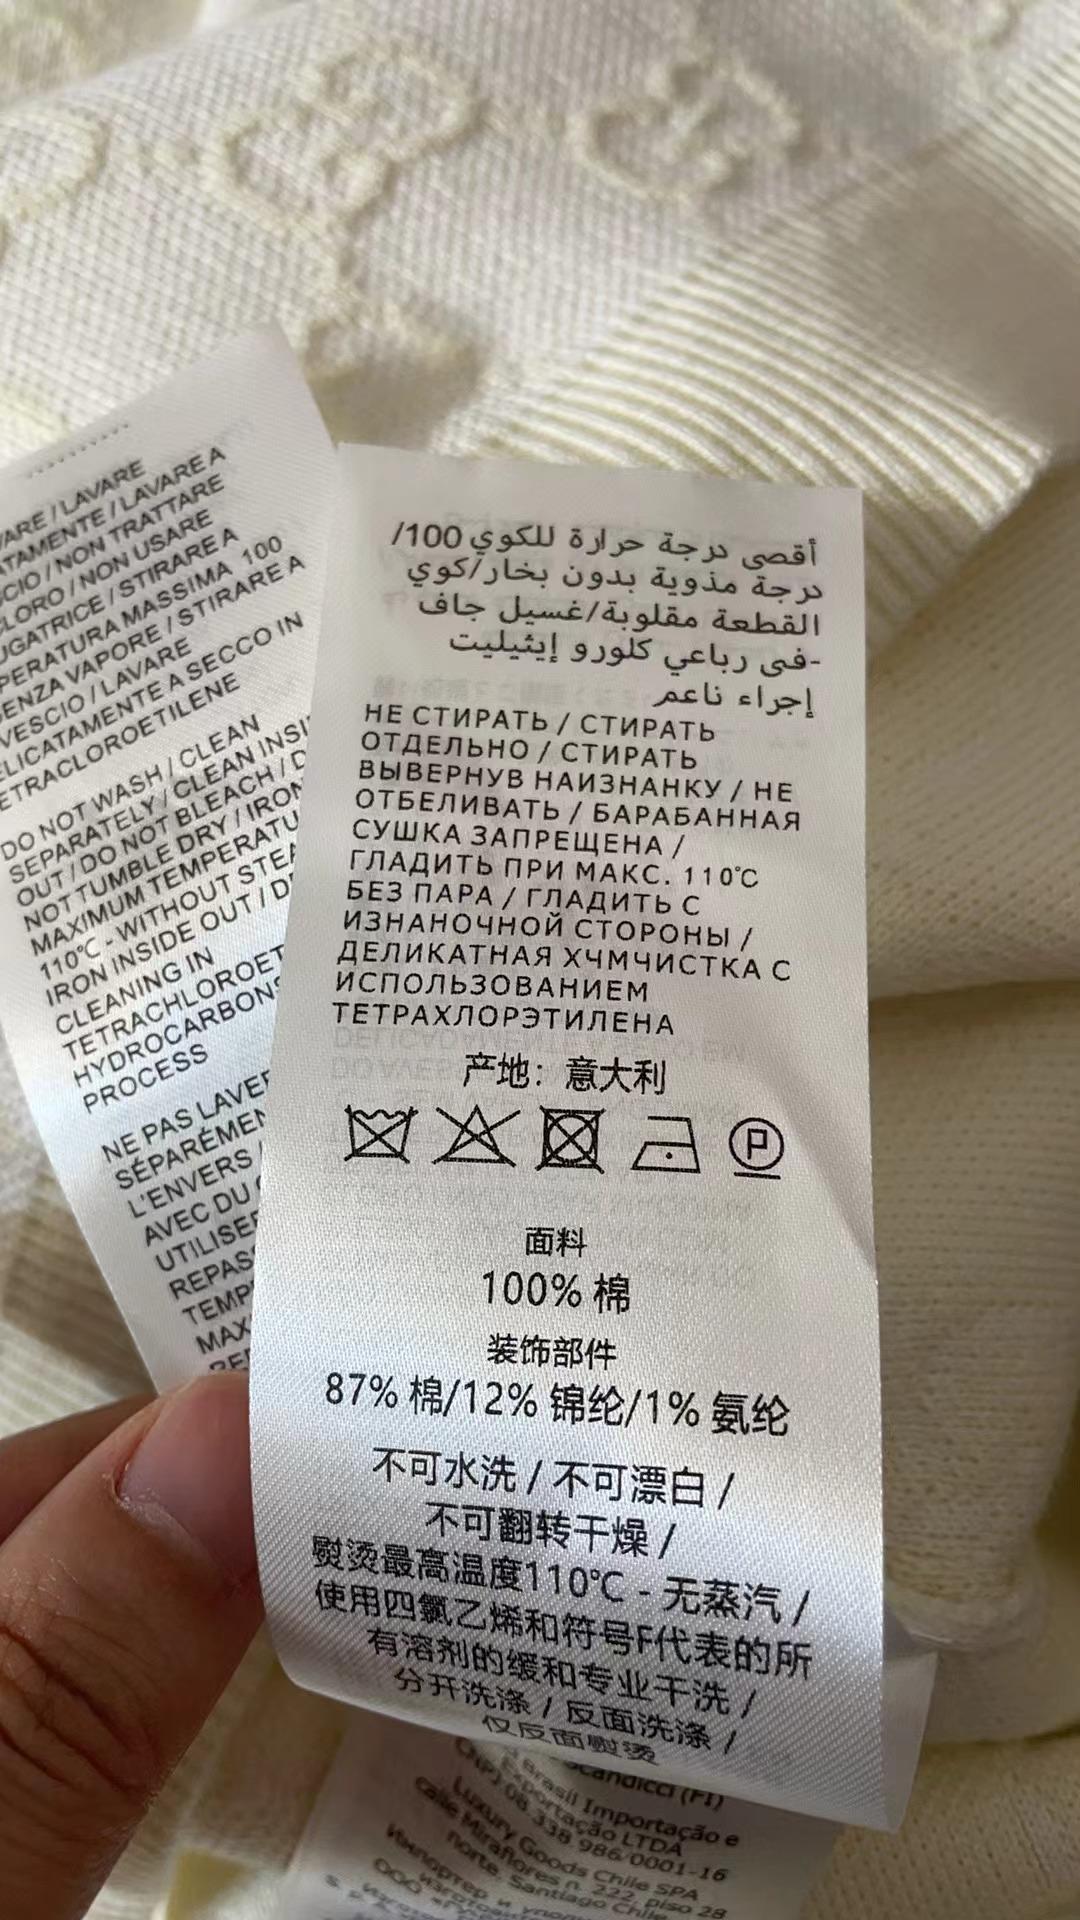 ARE / LAVARE
ATAMENTE / LAVARE A
SCIO / NON TRATTARE
CLORO / NON USARE
UGATRICE / STIRARE A
PERATURA MASSIMA 100
SENZA VAPORE / STIRARE A
VESCIO / LAVARE
ELICATAMENTE A SECCO IN
ETRACLOROETILENE
DO NOT WASH / CLEAN
SEPARATELY / CLEAN INSI
OUT / DO NOT BLEACH / D
NOT TUMBLE DRY / IRON
MAXIMUM TEMPERATU
110℃ - WITHOUT STEA
IRON INSIDE OUT / D
CLEANING IN
TETRACHLOROET
HYDROCARBONS
PROCESS
NE PAS LAVER
SÉPARÉMEN
L'ENVERS /
AVEC DU
UTILISER
REPAS
TEMP
MAX
أقصى درجة حرارة للكوي 100/
درجة مذوية بدون بخار/كوي
القطعة مقلوبة/غسيل جاف
-فى رباعي كلورو إيثيليت
إجراء ناعم
НЕ СТИРАТЬ / СТИРАТЬ
ОТДЕЛЬНО / СТИРАТЬ
ВЫВЕРНУВ НАИЗНАНКУ / НЕ
ОТБЕЛИВАТЬ / БАРАБАННАЯ
СУШКА ЗАПРЕЩЕНА /
ГЛАДИТЬ ПРИ МАКС. 110℃
БЕЗ ПАРА / ГЛАДИТЬ С
ИЗНАНОЧНОЙ СТОРОНЫ /
ДЕЛИКАТНАЯ ХЧМЧИСТКА С
ИСПОЛЬЗОВАНИЕМ
ТЕТРАХЛОРЭТИЛЕНА
产地：意大利
P
面料
100% 棉
装饰部件
87% 棉/12% 锦纶/1% 氨纶
不可水洗 / 不可漂白 /
不可翻转干燥 /
熨烫最高温度110℃ - 无蒸汽 /
使用四氯乙烯和符号F代表的所
有溶剂的缓和专业干洗 /
分开洗涤 / 反面洗涤 /
仅反面熨烫
Scandicci (FI)
Brasil Importação e
Exportação LTDA
08 338 986/0001-16
Luxury Goods Chile SPA
Calle Miraflores n. 222, piso 28
norte, Santiago Chile